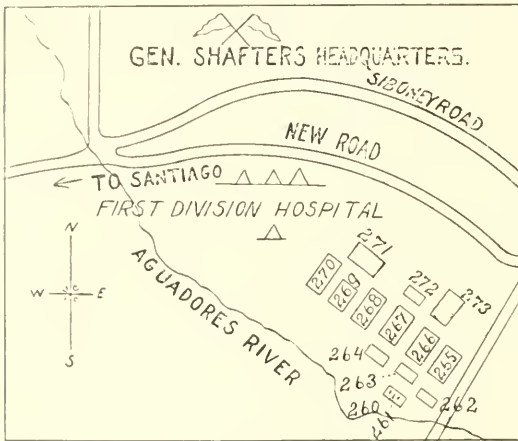 GEN. SHAFTERS HEADQUARTERS.
SIBONEY ROAD
NEW ROAD
← TO SANTIAGO
FIRST DIVISION HOSPITAL
N
W E
S
AGUADORES RIVER
271
270
269
268
272
273
267
264
266
265
263
260
261
262